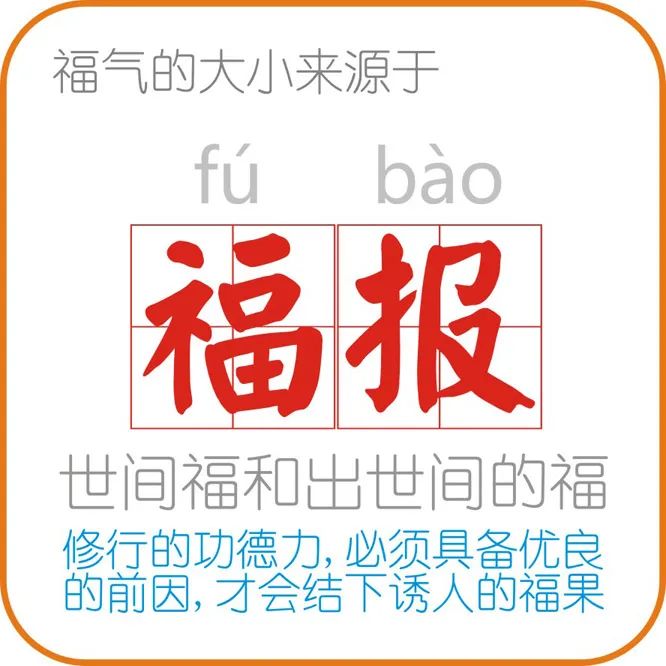 福气的大小来源于
fú bào
福报
世间福和出世间的福
修行的功德力,必须具备优良
的前因,才会结下诱人的福果